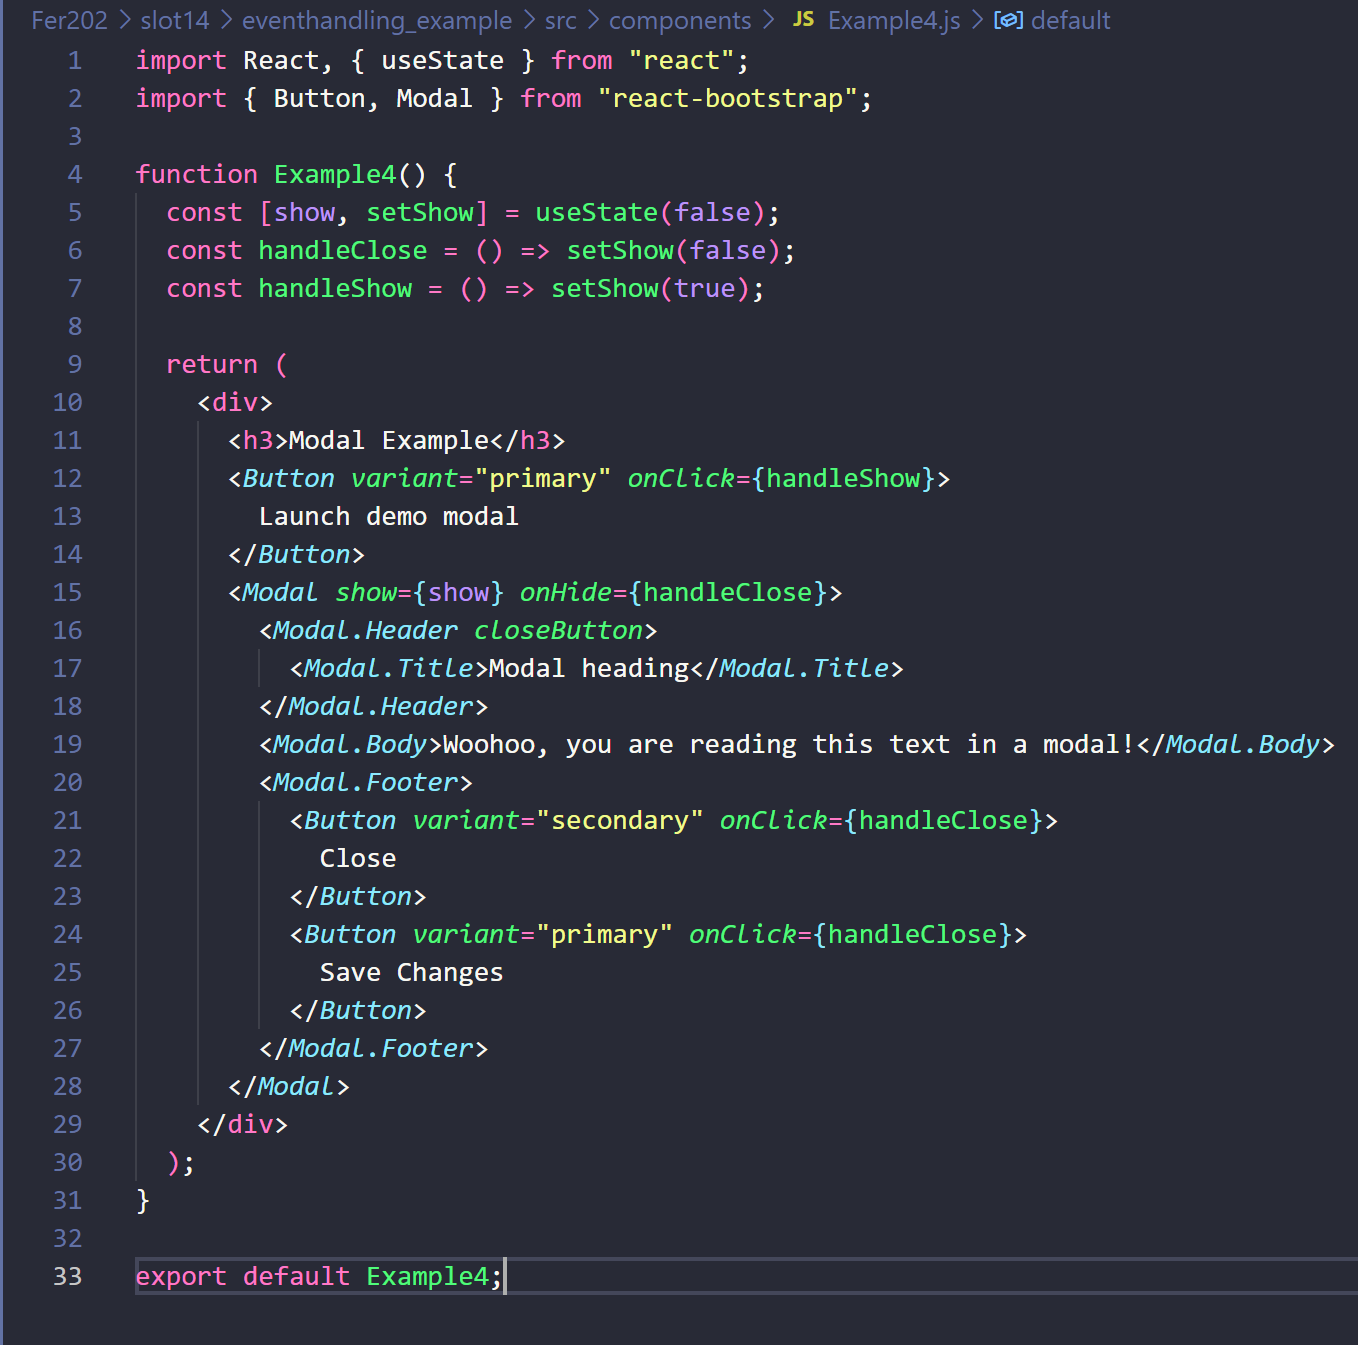 Fer202 > slot14 > eventhandling_example > src > components > JS Example4.js > default
1 import React, { useState } from "react";
2 import { Button, Modal } from "react-bootstrap";
3
4 function Example4() {
5   const [show, setShow] = useState(false);
6   const handleClose = () => setShow(false);
7   const handleShow = () => setShow(true);
8
9   return (
10     <div>
11       <h3>Modal Example</h3>
12       <Button variant="primary" onClick={handleShow}>
13         Launch demo modal
14       </Button>
15       <Modal show={show} onHide={handleClose}>
16         <Modal.Header closeButton>
17           <Modal.Title>Modal heading</Modal.Title>
18         </Modal.Header>
19         <Modal.Body>Woohoo, you are reading this text in a modal!</Modal.Body>
20         <Modal.Footer>
21           <Button variant="secondary" onClick={handleClose}>
22             Close
23           </Button>
24           <Button variant="primary" onClick={handleClose}>
25             Save Changes
26           </Button>
27         </Modal.Footer>
28       </Modal>
29     </div>
30   );
31 }
32
33 export default Example4;